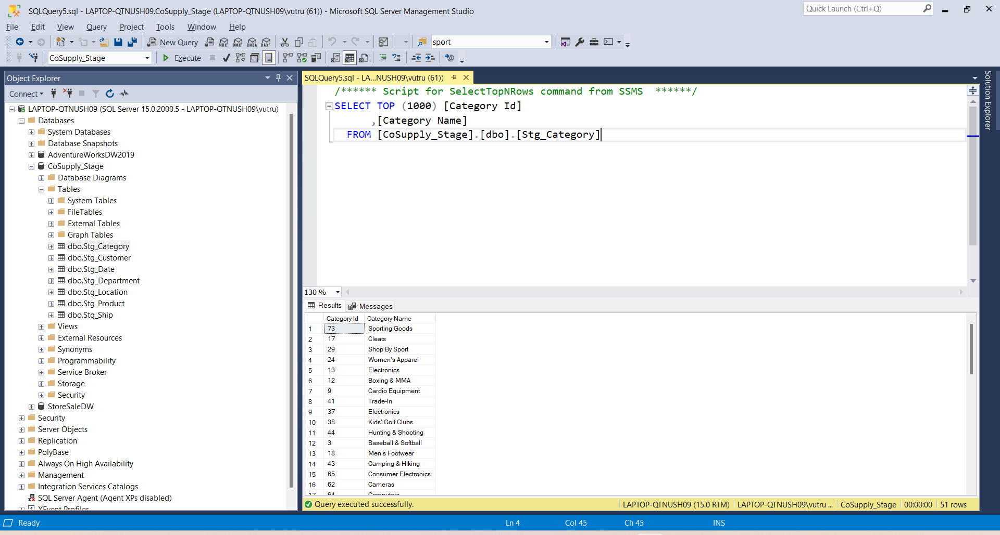 SQLQuery5.sql - LAPTOP-QTNUSH09.CoSupply_Stage (LAPTOP-QTNUSH09\vutru (61)) - Microsoft SQL Server Management Studio
Quick Launch (Ctrl+Q)
File Edit View Query Project Tools Window Help
New Query MDX DMX XMLA DAX sport
CoSupply_Stage Execute
Object Explorer
Connect
LAPTOP-QTNUSH09 (SQL Server 15.0.2000.5 - LAPTOP-QTNUSH09\vutru)
Databases
System Databases
Database Snapshots
AdventureWorksDW2019
CoSupply_Stage
Database Diagrams
Tables
System Tables
FileTables
External Tables
Graph Tables
dbo.Stg_Category
dbo.Stg_Customer
dbo.Stg_Date
dbo.Stg_Department
dbo.Stg_Location
dbo.Stg_Product
dbo.Stg_Ship
Views
External Resources
Synonyms
Programmability
Service Broker
Storage
Security
StoreSaleDW
Security
Server Objects
Replication
PolyBase
Always On High Availability
Management
Integration Services Catalogs
SQL Server Agent (Agent XPs disabled)
XEvent Profiler
SQLQuery5.sql - LA...NUSH09\vutru (61))
/****** Script for SelectTopNRows command from SSMS  ******/
SELECT TOP (1000) [Category Id]
,[Category Name]
FROM [CoSupply_Stage].[dbo].[Stg_Category]
130 %
Results Messages
Category Id Category Name
1 73 Sporting Goods
2 17 Cleats
3 29 Shop By Sport
4 24 Women's Apparel
5 13 Electronics
6 12 Boxing & MMA
7 9 Cardio Equipment
8 41 Trade-In
9 37 Electronics
10 38 Kids' Golf Clubs
11 44 Hunting & Shooting
12 3 Baseball & Softball
13 18 Men's Footwear
14 43 Camping & Hiking
15 65 Consumer Electronics
16 62 Cameras
17 64 Computers
Query executed successfully. LAPTOP-QTNUSH09 (15.0 RTM) LAPTOP-QTNUSH09\vutru ... CoSupply_Stage 00:00:00 51 rows
Solution Explorer
Ready Ln 4 Col 45 Ch 45 INS